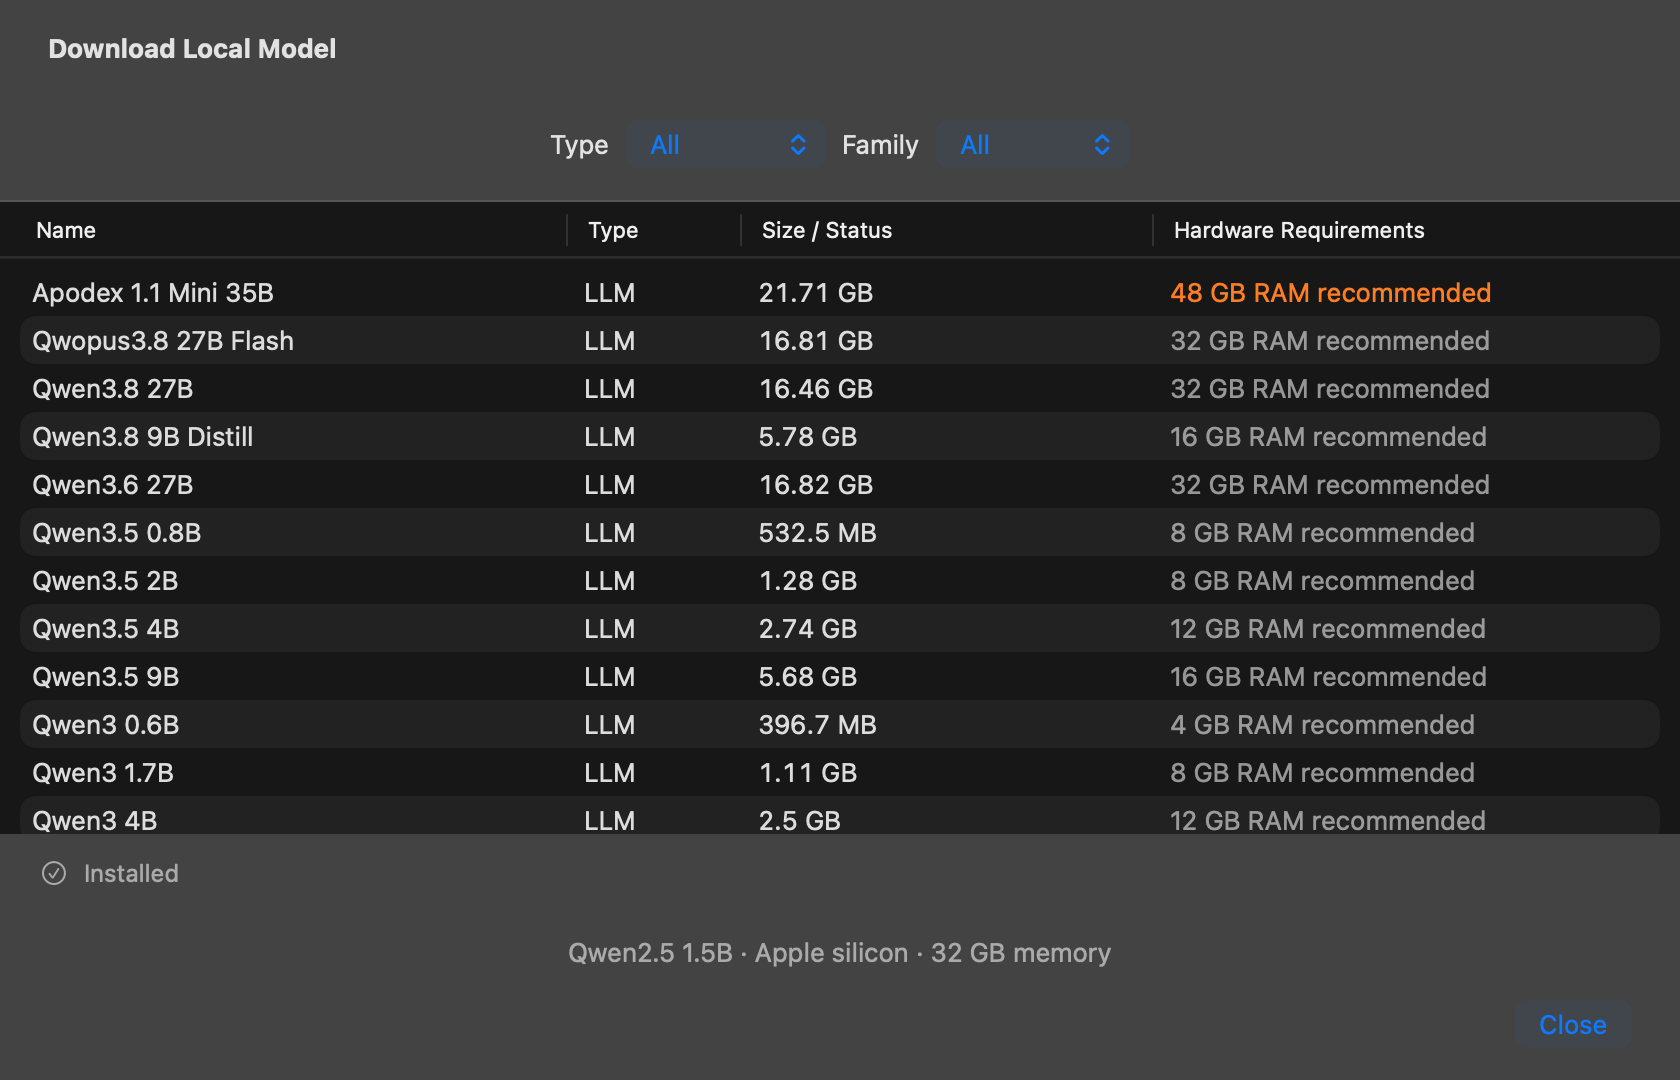 Download Local Model
Type All Family All
Name Type Size / Status Hardware Requirements
Apodex 1.1 Mini 35B LLM 21.71 GB 48 GB RAM recommended
Qwopus3.8 27B Flash LLM 16.81 GB 32 GB RAM recommended
Qwen3.8 27B LLM 16.46 GB 32 GB RAM recommended
Qwen3.8 9B Distill LLM 5.78 GB 16 GB RAM recommended
Qwen3.6 27B LLM 16.82 GB 32 GB RAM recommended
Qwen3.5 0.8B LLM 532.5 MB 8 GB RAM recommended
Qwen3.5 2B LLM 1.28 GB 8 GB RAM recommended
Qwen3.5 4B LLM 2.74 GB 12 GB RAM recommended
Qwen3.5 9B LLM 5.68 GB 16 GB RAM recommended
Qwen3 0.6B LLM 396.7 MB 4 GB RAM recommended
Qwen3 1.7B LLM 1.11 GB 8 GB RAM recommended
Qwen3 4B LLM 2.5 GB 12 GB RAM recommended
Installed
Qwen2.5 1.5B · Apple silicon · 32 GB memory
Close